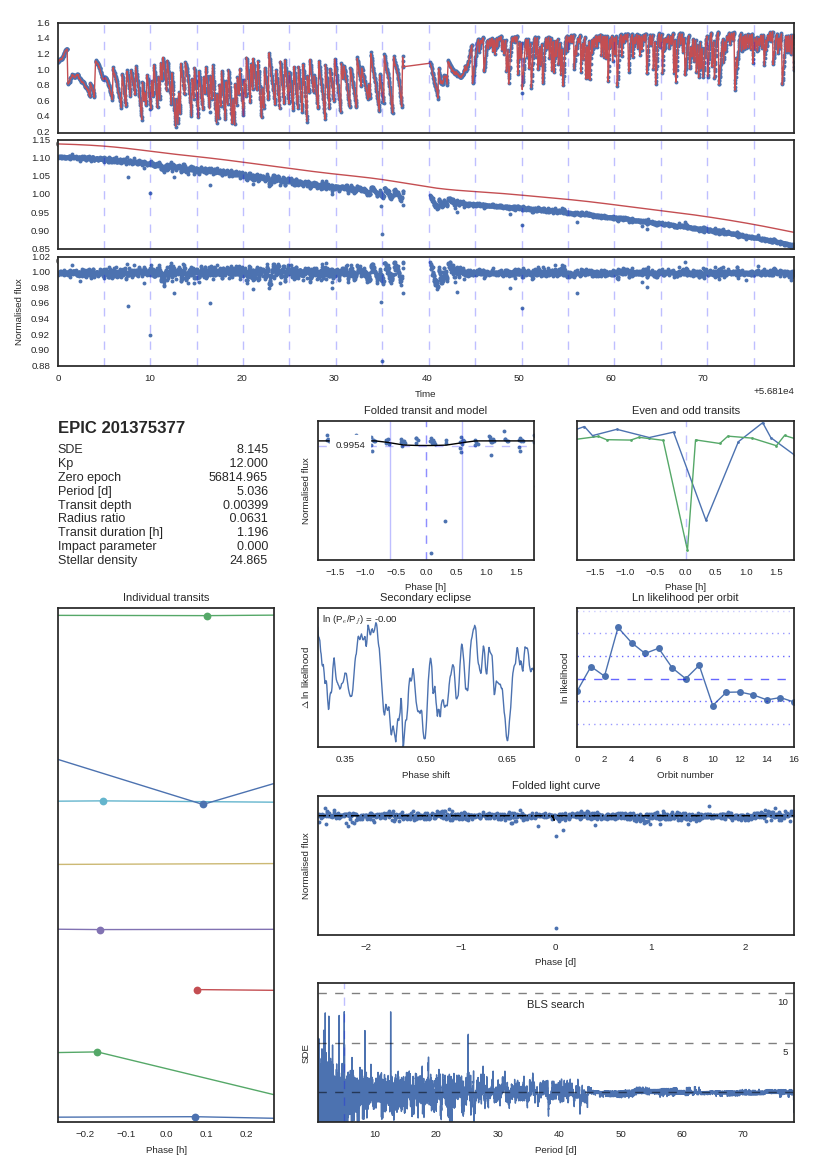 1.6
1.4
1.2
1.0
0.8
0.6
0.4
0.2
1.15
1.10
1.05
1.00
0.95
0.90
0.85
1.02
1.00
0.98
0.96
0.94
0.92
0.90
0.88
Normalised flux
0 10 20 30 40 50 60 70
Time
+5.681e4
EPIC 201375377
SDE 8.145
Kp 12.000
Zero epoch 56814.965
Period [d] 5.036
Transit depth 0.00399
Radius ratio 0.0631
Transit duration [h] 1.196
Impact parameter 0.000
Stellar density 24.865
Folded transit and model
0.9954
Normalised flux
−1.5 −1.0 −0.5 0.0 0.5 1.0 1.5
Phase [h]
Even and odd transits
−1.5 −1.0 −0.5 0.0 0.5 1.0 1.5
Phase [h]
Individual transits
−0.2 −0.1 0.0 0.1 0.2
Phase [h]
Secondary eclipse
Δ ln likelihood
0.35 0.50 0.65
Phase shift
Ln likelihood per orbit
ln likelihood
0 2 4 6 8 10 12 14 16
Orbit number
Folded light curve
Normalised flux
−2 −1 0 1 2
Phase [d]
BLS search
10
5
SDE
10 20 30 40 50 60 70
Period [d]